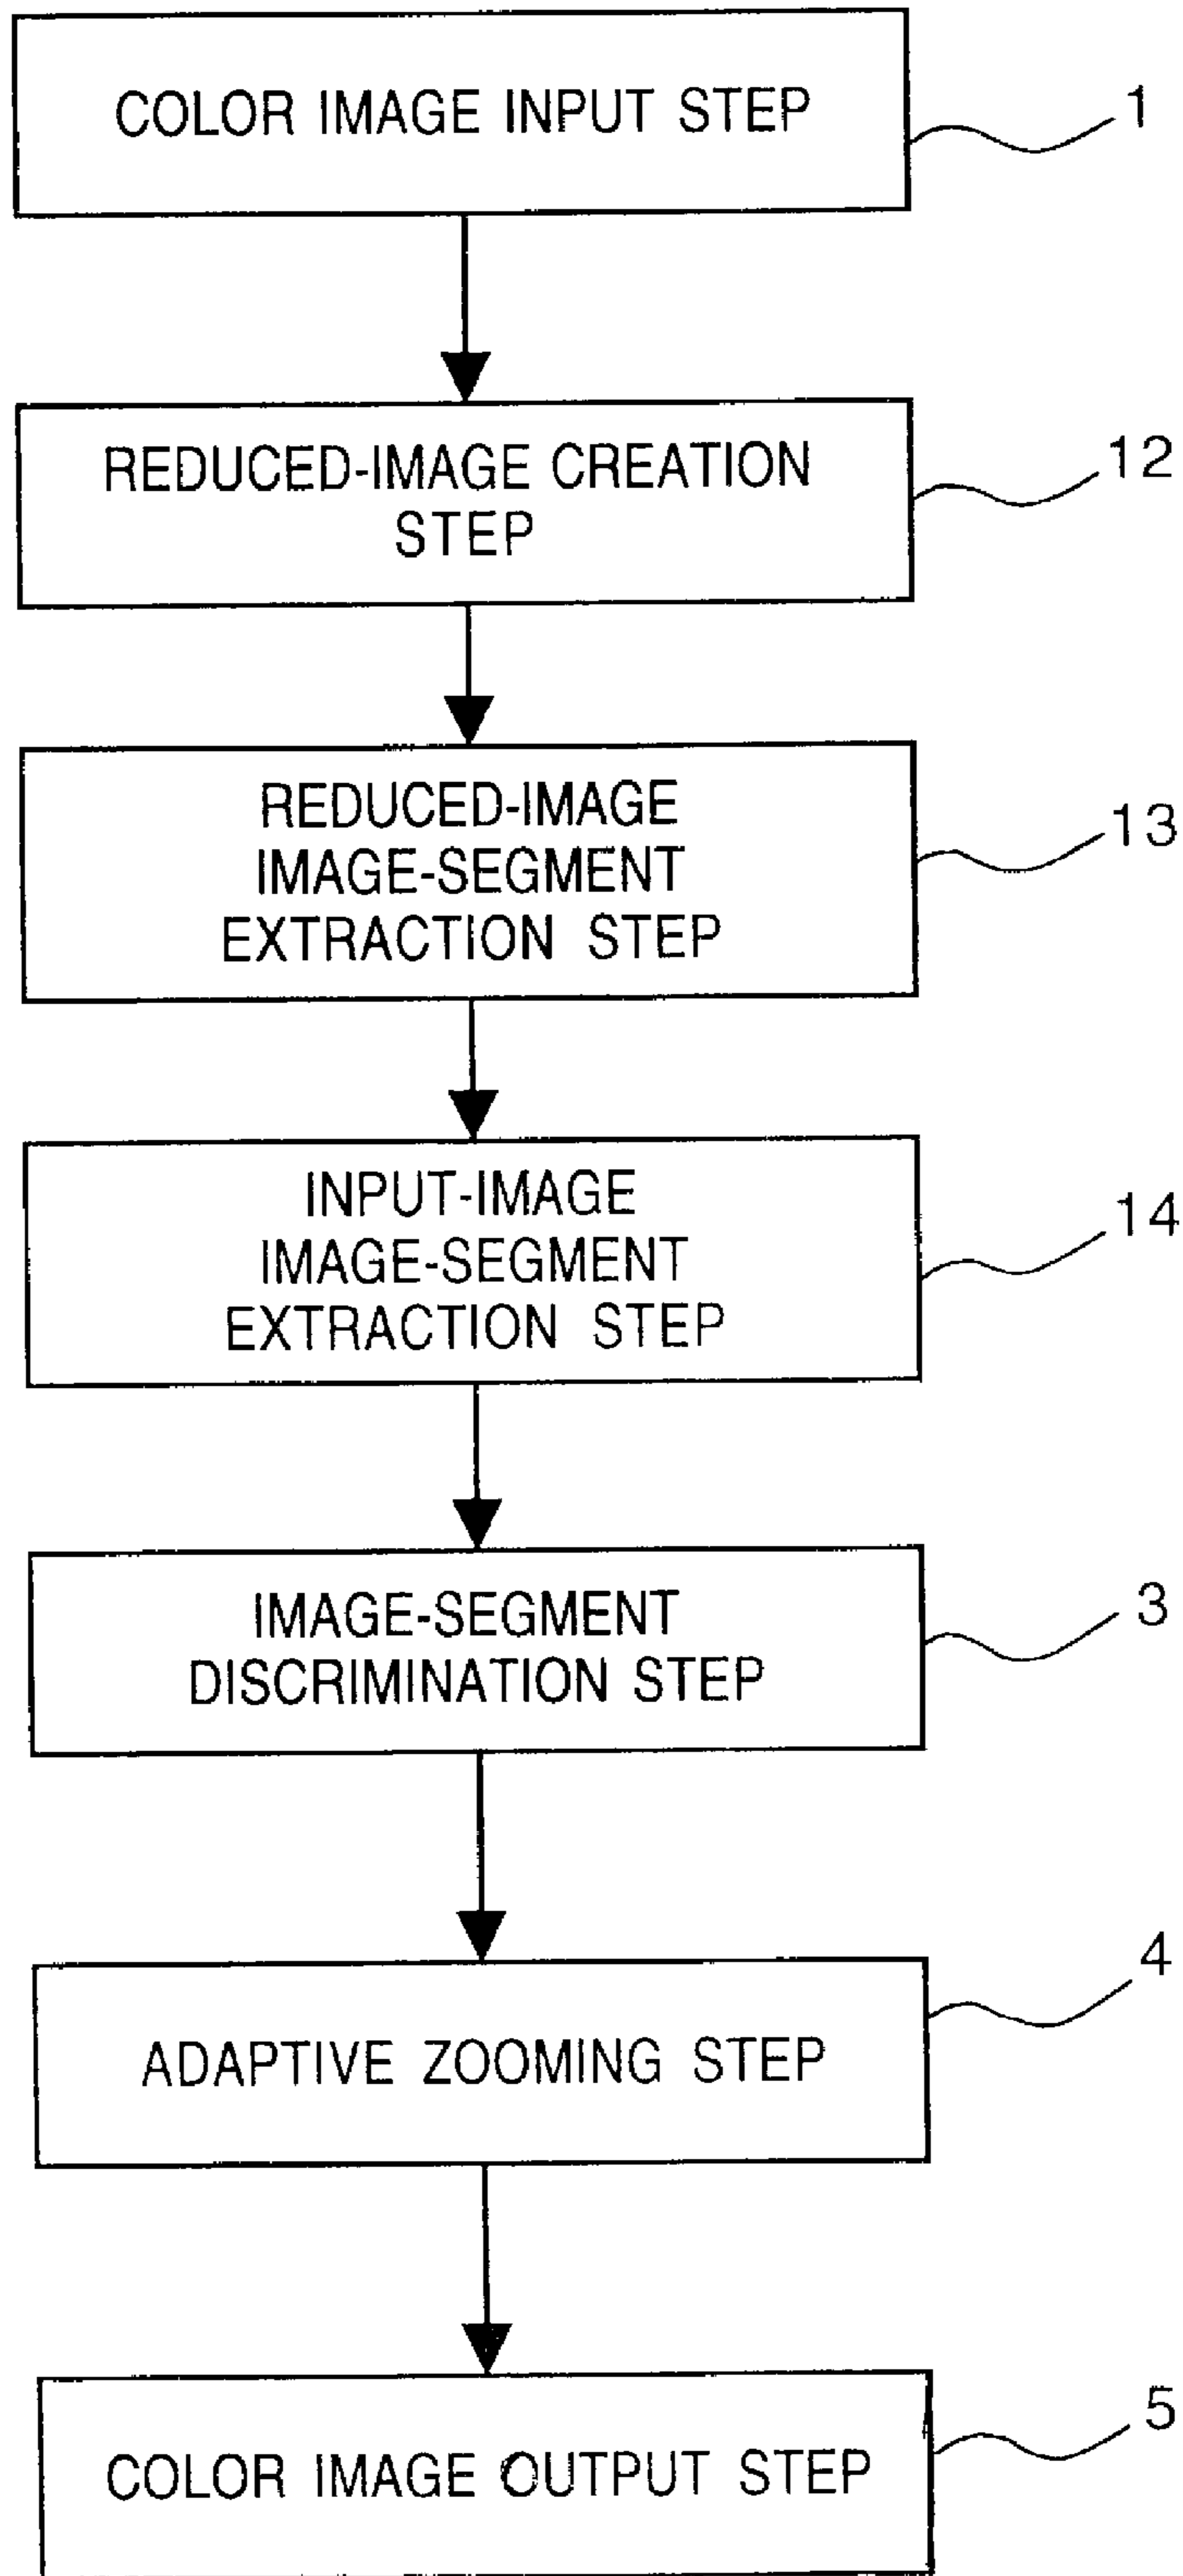 COLOR IMAGE INPUT STEP
1
REDUCED-IMAGE CREATION
STEP
12
REDUCED-IMAGE
IMAGE-SEGMENT
EXTRACTION STEP
13
INPUT-IMAGE
IMAGE-SEGMENT
EXTRACTION STEP
14
IMAGE-SEGMENT
DISCRIMINATION STEP
3
ADAPTIVE ZOOMING STEP
4
COLOR IMAGE OUTPUT STEP
5